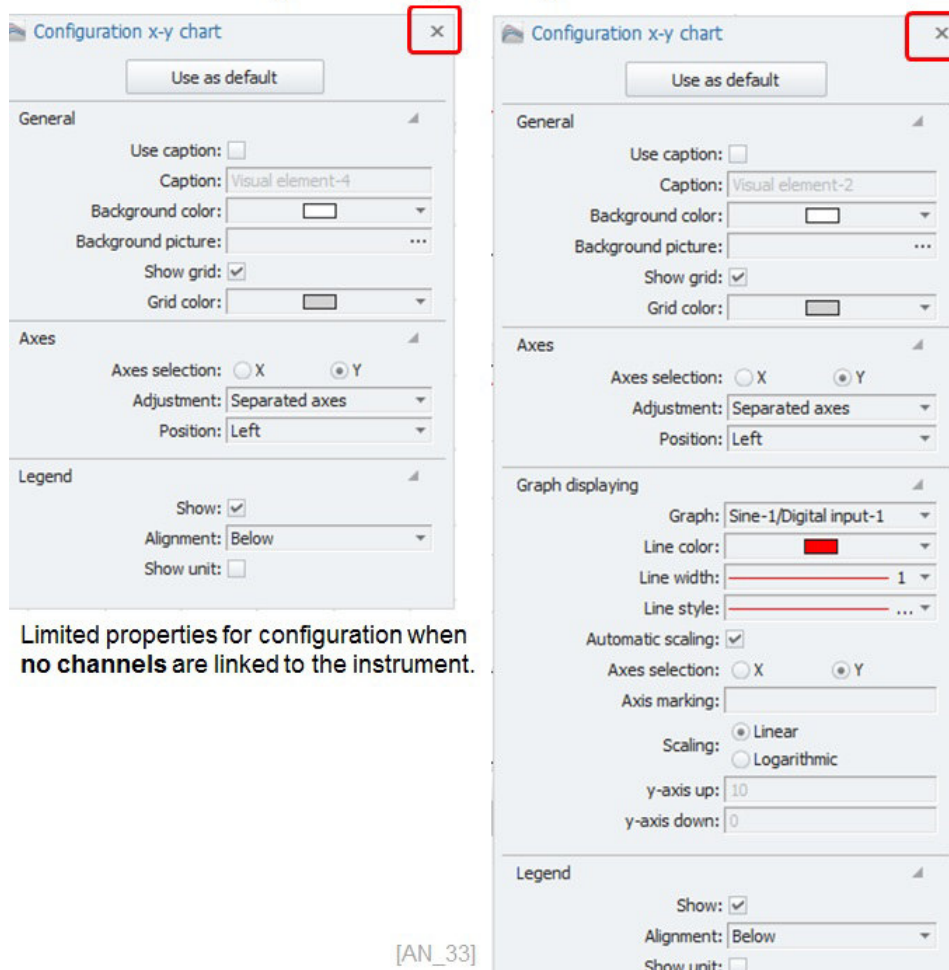 Configuration x-y chart
Use as default
General
Use caption:
Caption: Visual element-4
Background color:
Background picture: ...
Show grid:
Grid color:
Axes
Axes selection: X Y
Adjustment: Separated axes
Position: Left
Legend
Show:
Alignment: Below
Show unit:
Limited properties for configuration when
no channels are linked to the instrument.
[AN_33]
Configuration x-y chart
Use as default
General
Use caption:
Caption: Visual element-2
Background color:
Background picture: ...
Show grid:
Grid color:
Axes
Axes selection: X Y
Adjustment: Separated axes
Position: Left
Graph displaying
Graph: Sine-1/Digital input-1
Line color:
Line width: 1
Line style: ...
Automatic scaling:
Axes selection: X Y
Axis marking:
Scaling: Linear
Logarithmic
y-axis up: 10
y-axis down: 0
Legend
Show:
Alignment: Below
Show unit: